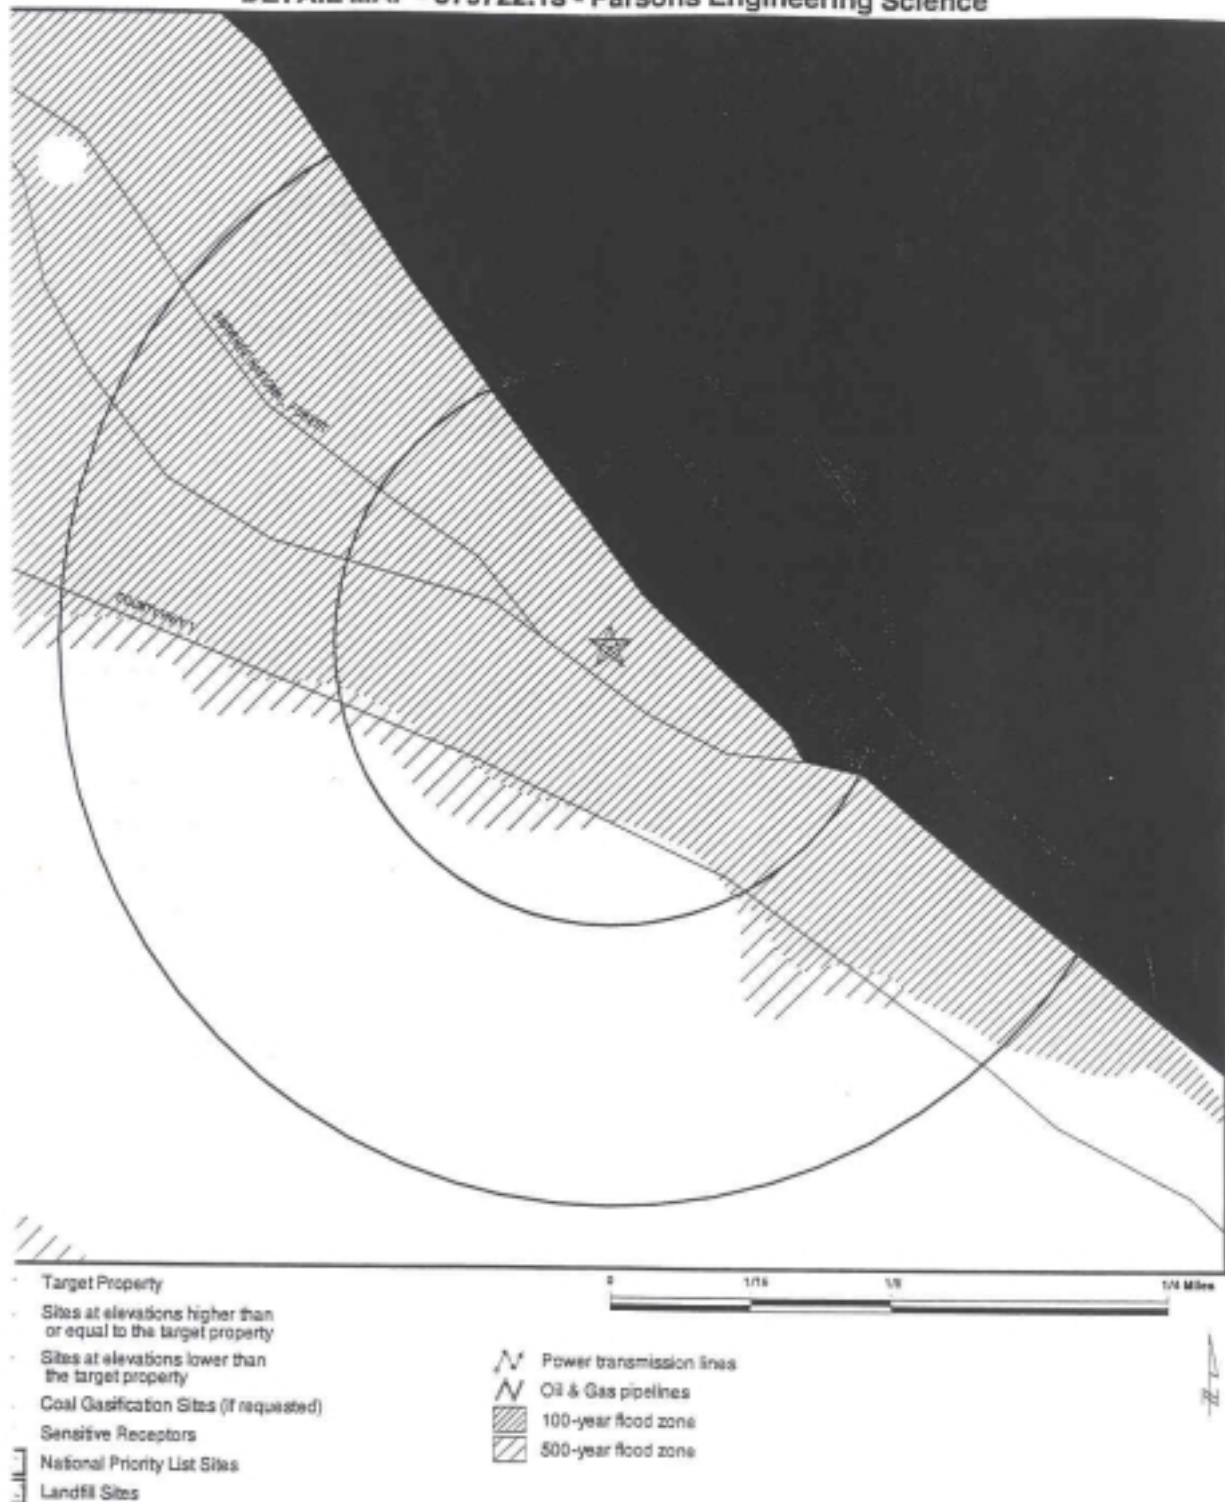 Parsons Engineering Science
0 1/16 1/8 1/4 Miles
Target Property
Sites at elevations higher than
or equal to the target property
Sites at elevations lower than
the target property
Coal Gasification Sites (if requested)
Sensitive Receptors
National Priority List Sites
Landfill Sites
Power transmission lines
Oil & Gas pipelines
100-year flood zone
500-year flood zone